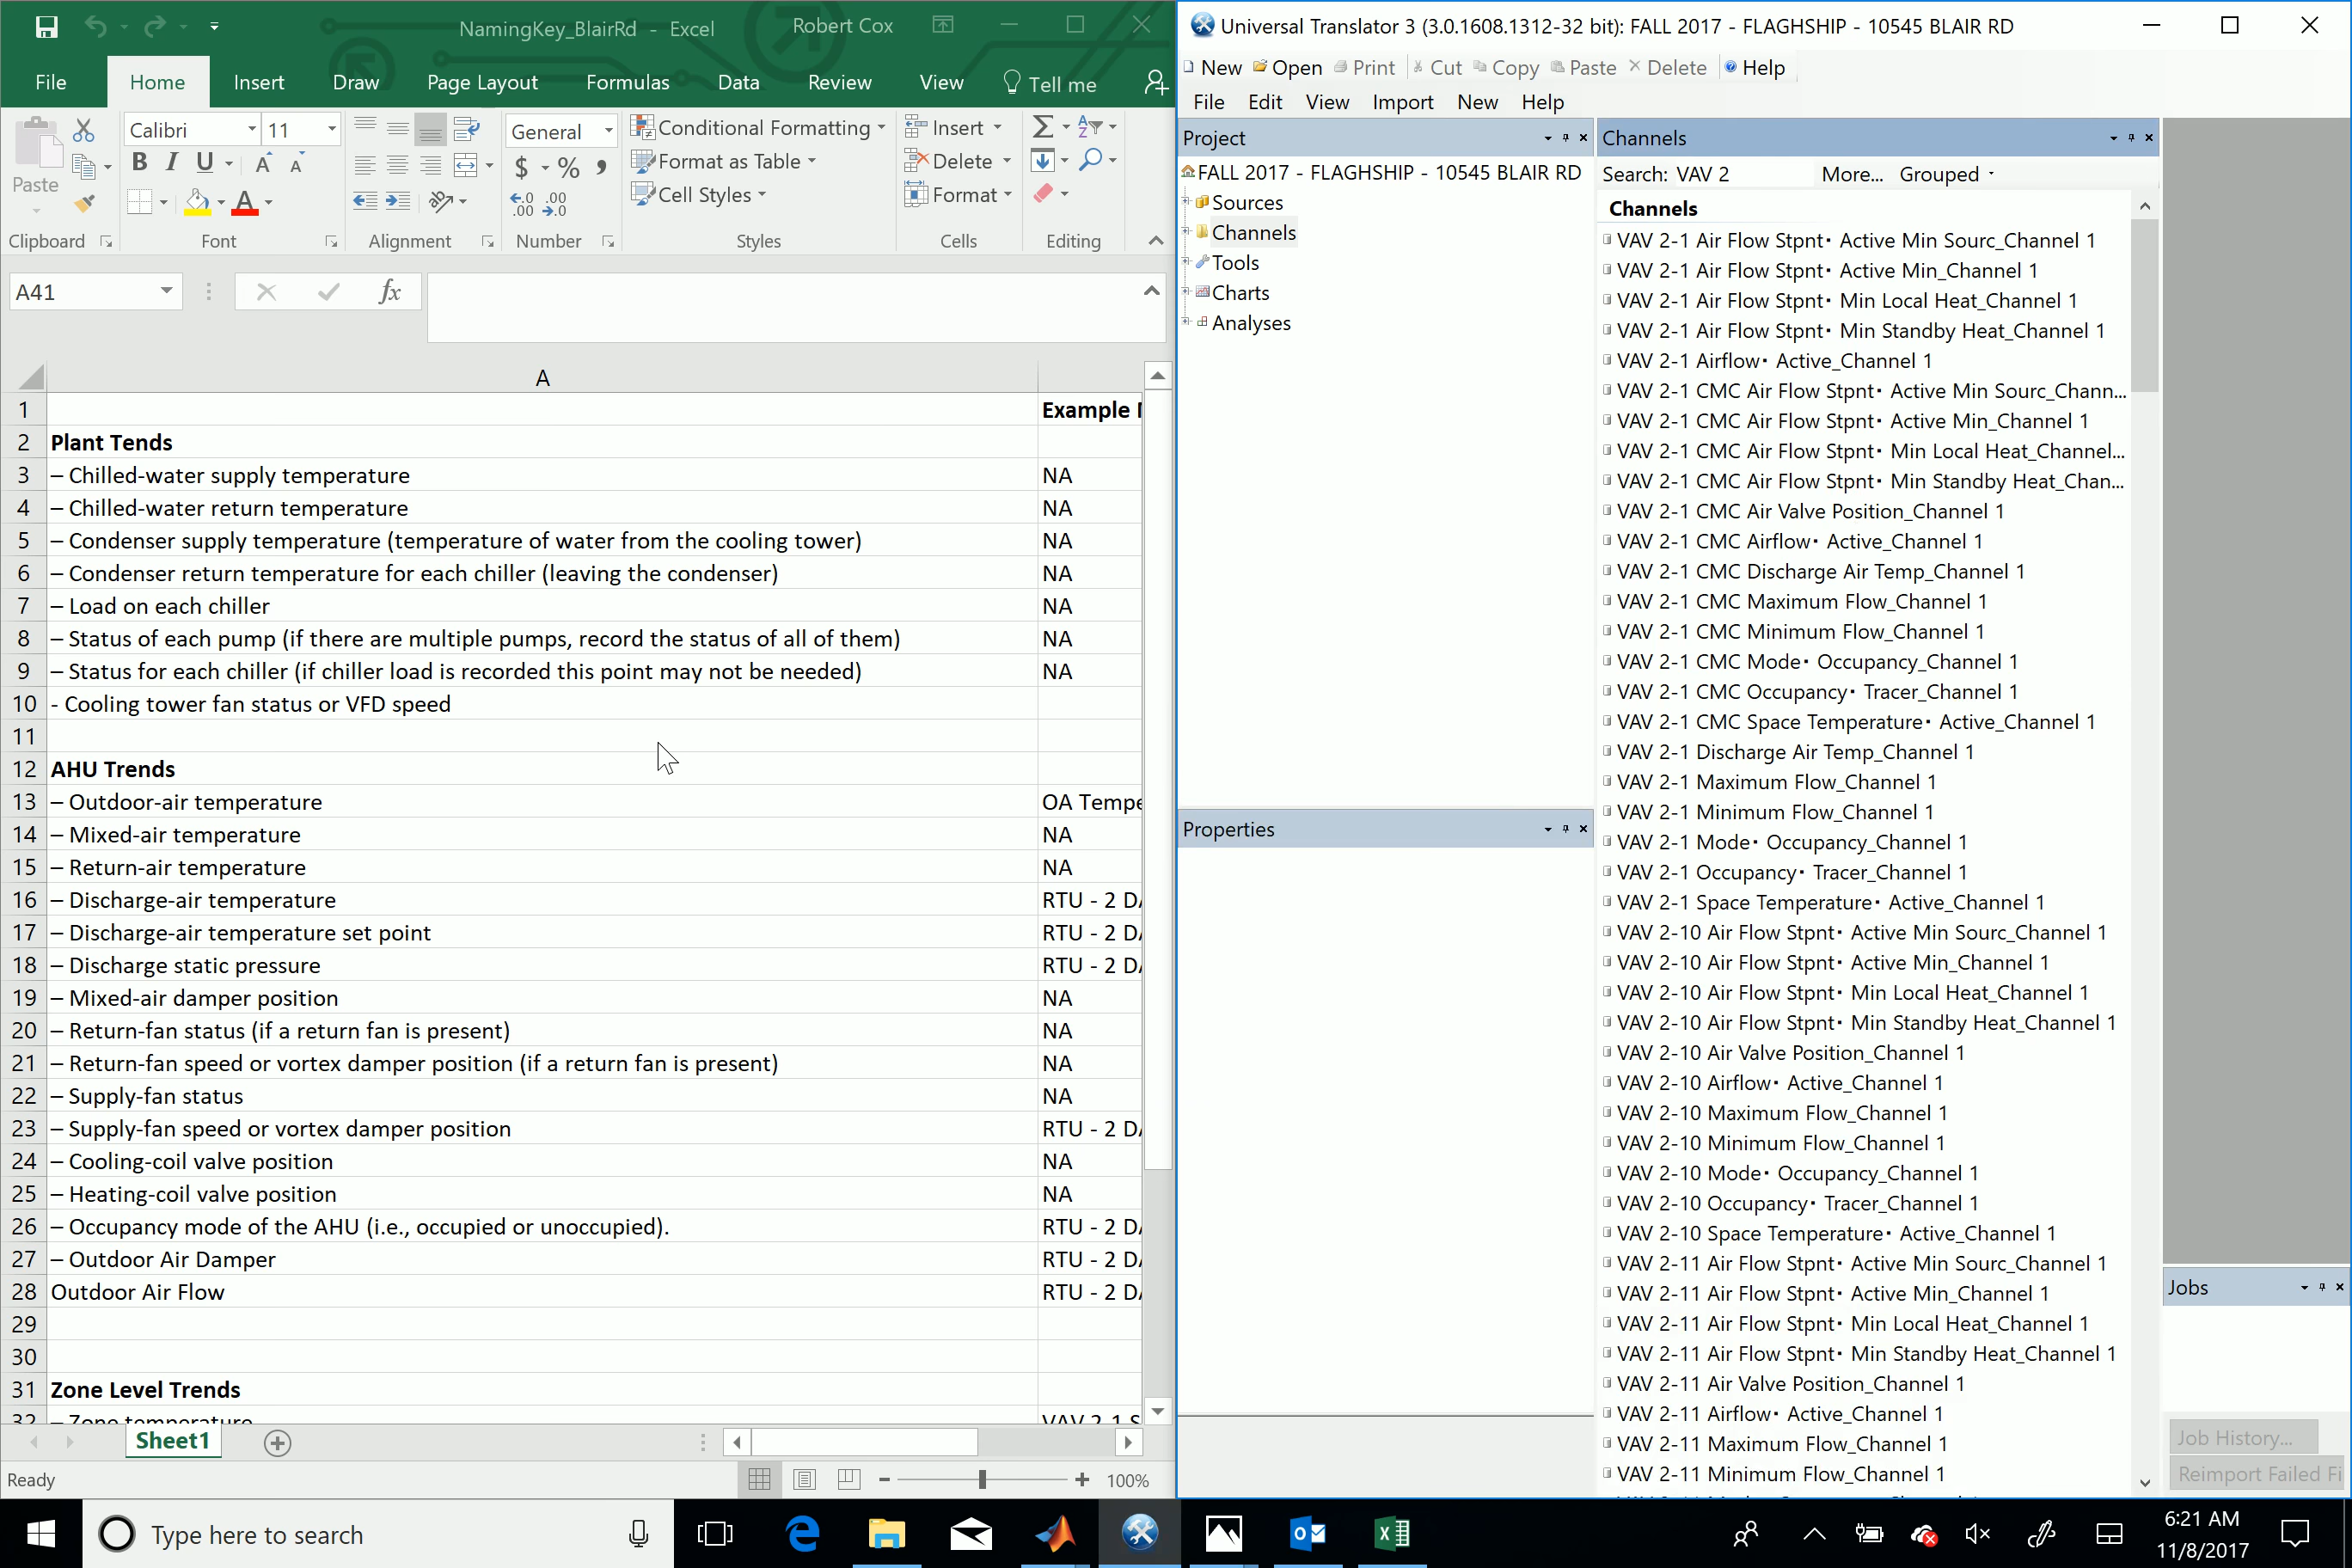 NamingKey_BlairRd - Excel
Robert Cox
File Home Insert Draw Page Layout Formulas Data Review View Tell me
Paste
Calibri 11
B I U A A
A
General
$ % ,
Conditional Formatting
Format as Table
Cell Styles
Insert
Delete
Format
Clipboard Font Alignment Number Styles Cells Editing
A41
fx
A
1 Example
2 Plant Tends
3 – Chilled-water supply temperature NA
4 – Chilled-water return temperature NA
5 – Condenser supply temperature (temperature of water from the cooling tower) NA
6 – Condenser return temperature for each chiller (leaving the condenser) NA
7 – Load on each chiller NA
8 – Status of each pump (if there are multiple pumps, record the status of all of them) NA
9 – Status for each chiller (if chiller load is recorded this point may not be needed) NA
10 - Cooling tower fan status or VFD speed
11
12 AHU Trends
13 – Outdoor-air temperature OA Tempe
14 – Mixed-air temperature NA
15 – Return-air temperature NA
16 – Discharge-air temperature RTU - 2 DA
17 – Discharge-air temperature set point RTU - 2 DA
18 – Discharge static pressure RTU - 2 DA
19 – Mixed-air damper position NA
20 – Return-fan status (if a return fan is present) NA
21 – Return-fan speed or vortex damper position (if a return fan is present) NA
22 – Supply-fan status NA
23 – Supply-fan speed or vortex damper position RTU - 2 DA
24 – Cooling-coil valve position NA
25 – Heating-coil valve position NA
26 – Occupancy mode of the AHU (i.e., occupied or unoccupied). RTU - 2 DA
27 – Outdoor Air Damper RTU - 2 DA
28 Outdoor Air Flow RTU - 2 DA
29
30
31 Zone Level Trends
32 – Zone temperature VAV 2-1 S
Sheet1
Ready
100%
Universal Translator 3 (3.0.1608.1312-32 bit): FALL 2017 - FLAGHSHIP - 10545 BLAIR RD
New Open Print Cut Copy Paste Delete Help
File Edit View Import New Help
Project
FALL 2017 - FLAGHSHIP - 10545 BLAIR RD
Sources
Channels
Tools
Charts
Analyses
Properties
Channels
Search: VAV 2 More... Grouped
Channels
VAV 2-1 Air Flow Stpnt· Active Min Sourc_Channel 1
VAV 2-1 Air Flow Stpnt· Active Min_Channel 1
VAV 2-1 Air Flow Stpnt· Min Local Heat_Channel 1
VAV 2-1 Air Flow Stpnt· Min Standby Heat_Channel 1
VAV 2-1 Airflow· Active_Channel 1
VAV 2-1 CMC Air Flow Stpnt· Active Min Sourc_Chann...
VAV 2-1 CMC Air Flow Stpnt· Active Min_Channel 1
VAV 2-1 CMC Air Flow Stpnt· Min Local Heat_Channel...
VAV 2-1 CMC Air Flow Stpnt· Min Standby Heat_Chan...
VAV 2-1 CMC Air Valve Position_Channel 1
VAV 2-1 CMC Airflow· Active_Channel 1
VAV 2-1 CMC Discharge Air Temp_Channel 1
VAV 2-1 CMC Maximum Flow_Channel 1
VAV 2-1 CMC Minimum Flow_Channel 1
VAV 2-1 CMC Mode· Occupancy_Channel 1
VAV 2-1 CMC Occupancy· Tracer_Channel 1
VAV 2-1 CMC Space Temperature· Active_Channel 1
VAV 2-1 Discharge Air Temp_Channel 1
VAV 2-1 Maximum Flow_Channel 1
VAV 2-1 Minimum Flow_Channel 1
VAV 2-1 Mode· Occupancy_Channel 1
VAV 2-1 Occupancy· Tracer_Channel 1
VAV 2-1 Space Temperature· Active_Channel 1
VAV 2-10 Air Flow Stpnt· Active Min Sourc_Channel 1
VAV 2-10 Air Flow Stpnt· Active Min_Channel 1
VAV 2-10 Air Flow Stpnt· Min Local Heat_Channel 1
VAV 2-10 Air Flow Stpnt· Min Standby Heat_Channel 1
VAV 2-10 Air Valve Position_Channel 1
VAV 2-10 Airflow· Active_Channel 1
VAV 2-10 Maximum Flow_Channel 1
VAV 2-10 Minimum Flow_Channel 1
VAV 2-10 Mode· Occupancy_Channel 1
VAV 2-10 Occupancy· Tracer_Channel 1
VAV 2-10 Space Temperature· Active_Channel 1
VAV 2-11 Air Flow Stpnt· Active Min Sourc_Channel 1
VAV 2-11 Air Flow Stpnt· Active Min_Channel 1
VAV 2-11 Air Flow Stpnt· Min Local Heat_Channel 1
VAV 2-11 Air Flow Stpnt· Min Standby Heat_Channel 1
VAV 2-11 Air Valve Position_Channel 1
VAV 2-11 Airflow· Active_Channel 1
VAV 2-11 Maximum Flow_Channel 1
VAV 2-11 Minimum Flow_Channel 1
Jobs
Job History...
Reimport Failed Fi
Type here to search
6:21 AM
11/8/2017